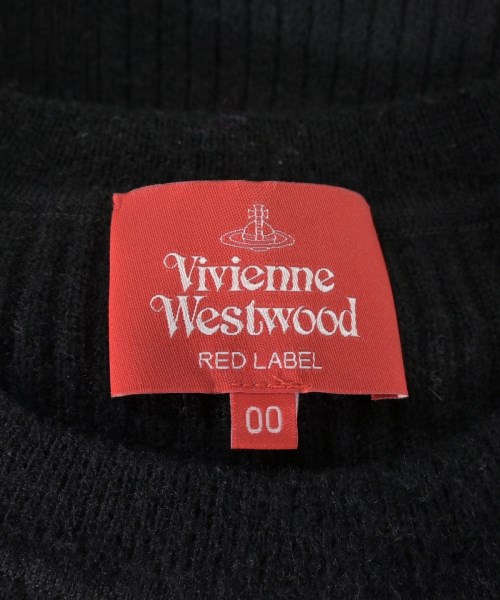 Vivienne
Westwood
RED LABEL
00